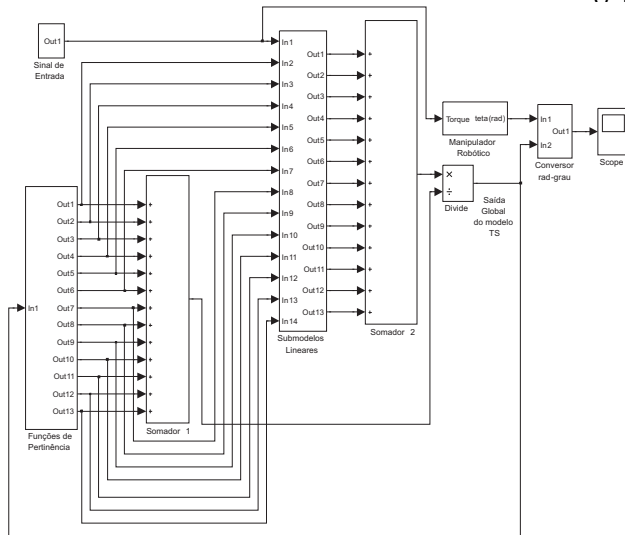 Out1
Sinal de
Entrada
In1
In2
In3
In4
In5
In6
In7
In8
In9
In10
In11
In12
In13
In14
Out1
Out2
Out3
Out4
Out5
Out6
Out7
Out8
Out9
Out10
Out11
Out12
Out13
Submodelos
Lineares
+
+
+
+
+
+
+
+
+
+
+
+
+
Somador 2
Torque teta(rad)
Manipulador
Robótico
In1
In2
Out1
Conversor
rad-grau
Scope
×
÷
Divide
Saída
Global
do modelo
TS
In1
Out1
Out2
Out3
Out4
Out5
Out6
Out7
Out8
Out9
Out10
Out11
Out12
Out13
Funções de
Pertinência
+
+
+
+
+
+
+
+
+
+
+
+
+
Somador 1